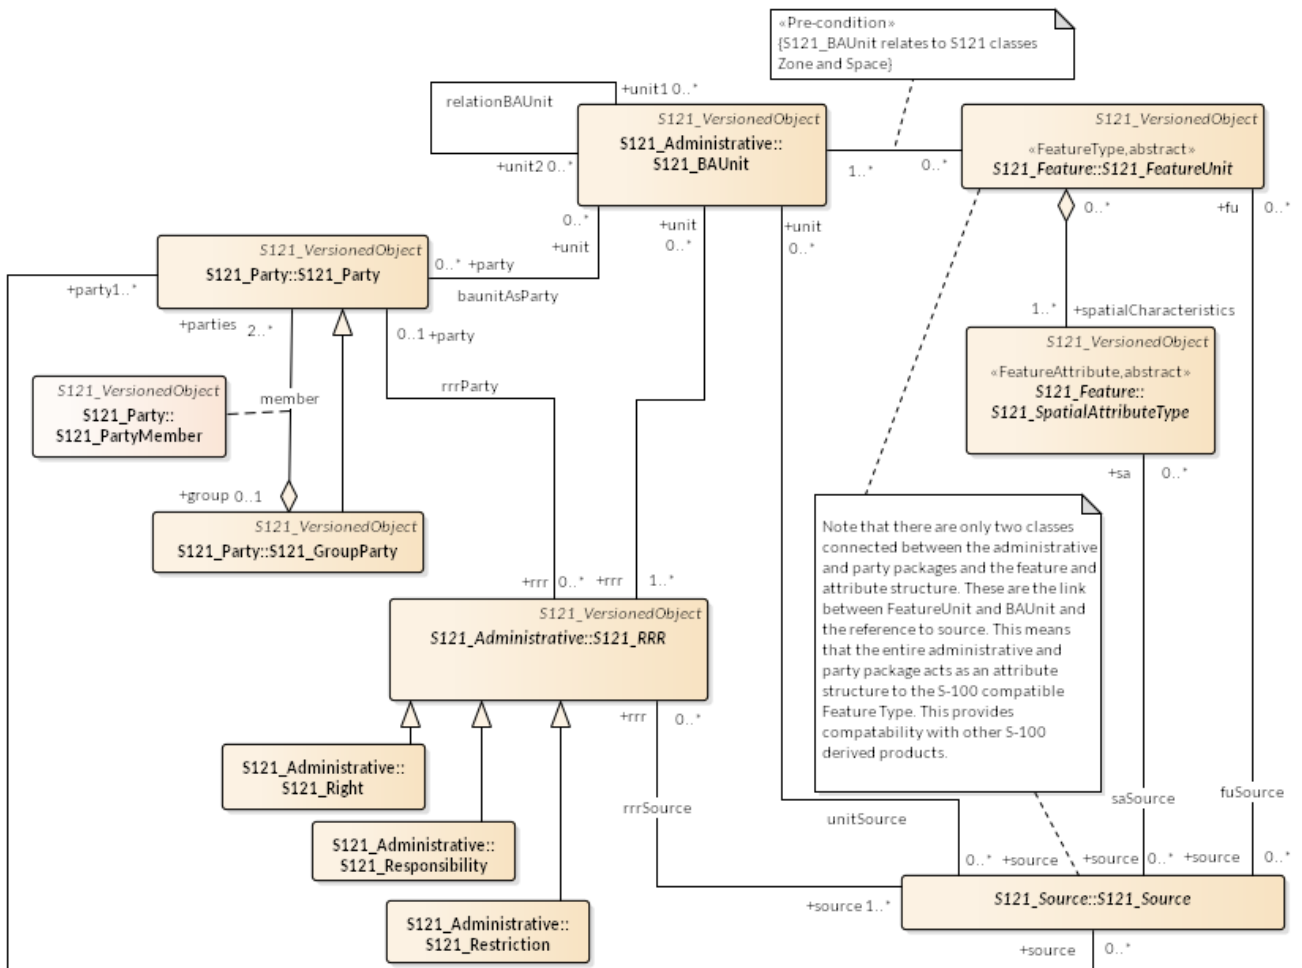 «Pre-condition»
{S121_BAUnit relates to S121 classes
Zone and Space}
relationBAUnit
+unit1 0..*
+unit2 0..*
S121_VersionedObject
S121_Administrative::
S121_BAUnit
1..*
0..*
S121_VersionedObject
«FeatureType,abstract»
S121_Feature::S121_FeatureUnit
0..*
+unit
+unit
0..*
+unit
0..*
0..*
+fu
0..*
S121_VersionedObject
S121_Party::S121_Party
0..* +party
baunitAsParty
+party1..*
+parties
2..*
0..1 +party
1..*
+spatialCharacteristics
S121_VersionedObject
«FeatureAttribute,abstract»
S121_Feature::
S121_SpatialAttributeType
rrrParty
S121_VersionedObject
S121_Party::
S121_PartyMember
member
+sa
0..*
+group 0..1
S121_VersionedObject
S121_Party::S121_GroupParty
Note that there are only two classes
connected between the administrative
and party packages and the feature and
attribute structure. These are the link
between FeatureUnit and BAUnit and
the reference to source. This means
that the entire administrative and
party package acts as an attribute
structure to the S-100 compatible
Feature Type. This provides
compatability with other S-100
derived products.
+rrr
0..*
+rrr
1..*
S121_VersionedObject
S121_Administrative::S121_RRR
+rrr
0..*
S121_Administrative::
S121_Right
rrrSource
unitSource
saSource
fuSource
S121_Administrative::
S121_Responsibility
0..*
+source
+source
0..*
+source
0..*
S121_Administrative::
S121_Restriction
+source 1..*
S121_Source::S121_Source
+source
0..*